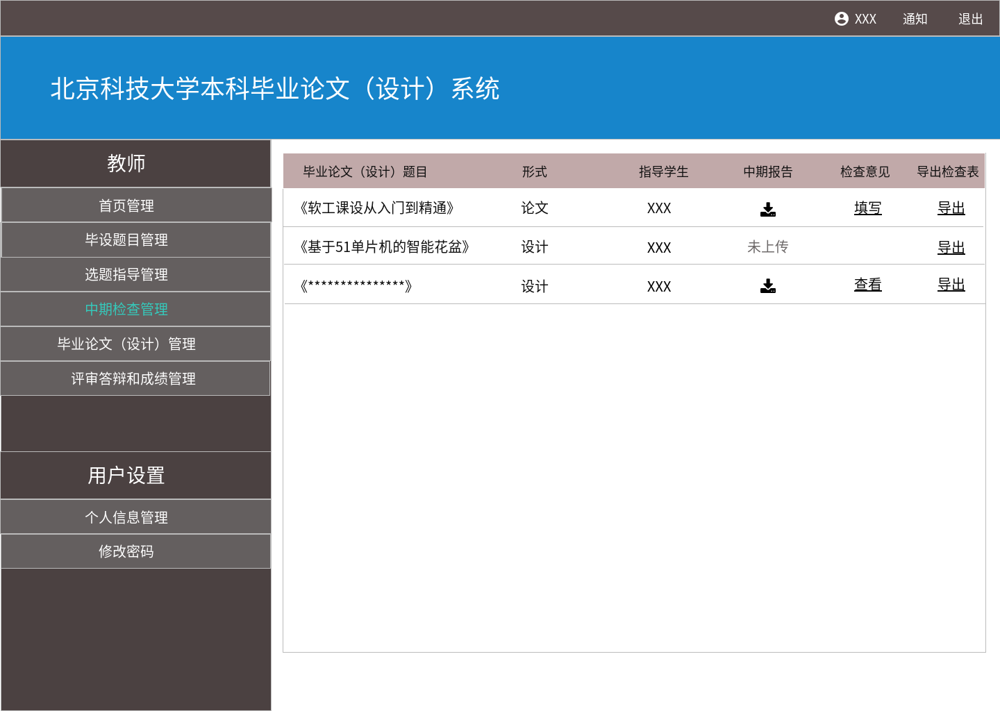 XXX 通知 退出
北京科技大学本科毕业论文（设计）系统
教师
首页管理
毕设题目管理
选题指导管理
中期检查管理
毕业论文（设计）管理
评审答辩和成绩管理
用户设置
个人信息管理
修改密码
毕业论文（设计）题目 形式 指导学生 中期报告 检查意见 导出检查表
《软工课设从入门到精通》 论文 XXX 填写 导出
《基于51单片机的智能花盆》 设计 XXX 未上传 导出
《***************》 设计 XXX 查看 导出